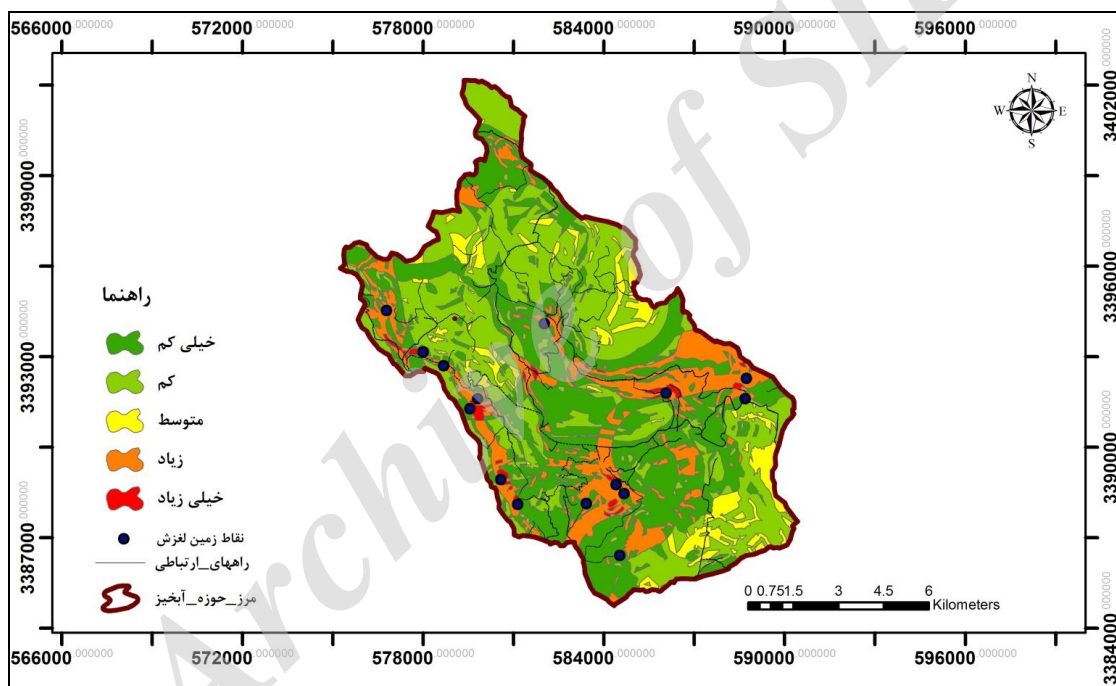 566000.000000 572000.000000 578000.000000 584000.000000 590000.000000 596000.000000
3402000.000000
3399000.000000
3396000.000000
3393000.000000
3390000.000000
3387000.000000
3384000.000000
N
W E
S
راهنما
خیلی کم
کم
متوسط
زیاد
خیلی زیاد
نقاط زمین لغزش
راههای_ارتباطی
مرز_حوزه_آبخیز
0 0.75 1.5 3 4.5 6
Kilometers
566000.000000 572000.000000 578000.000000 584000.000000 590000.000000 596000.000000
Archive of SI